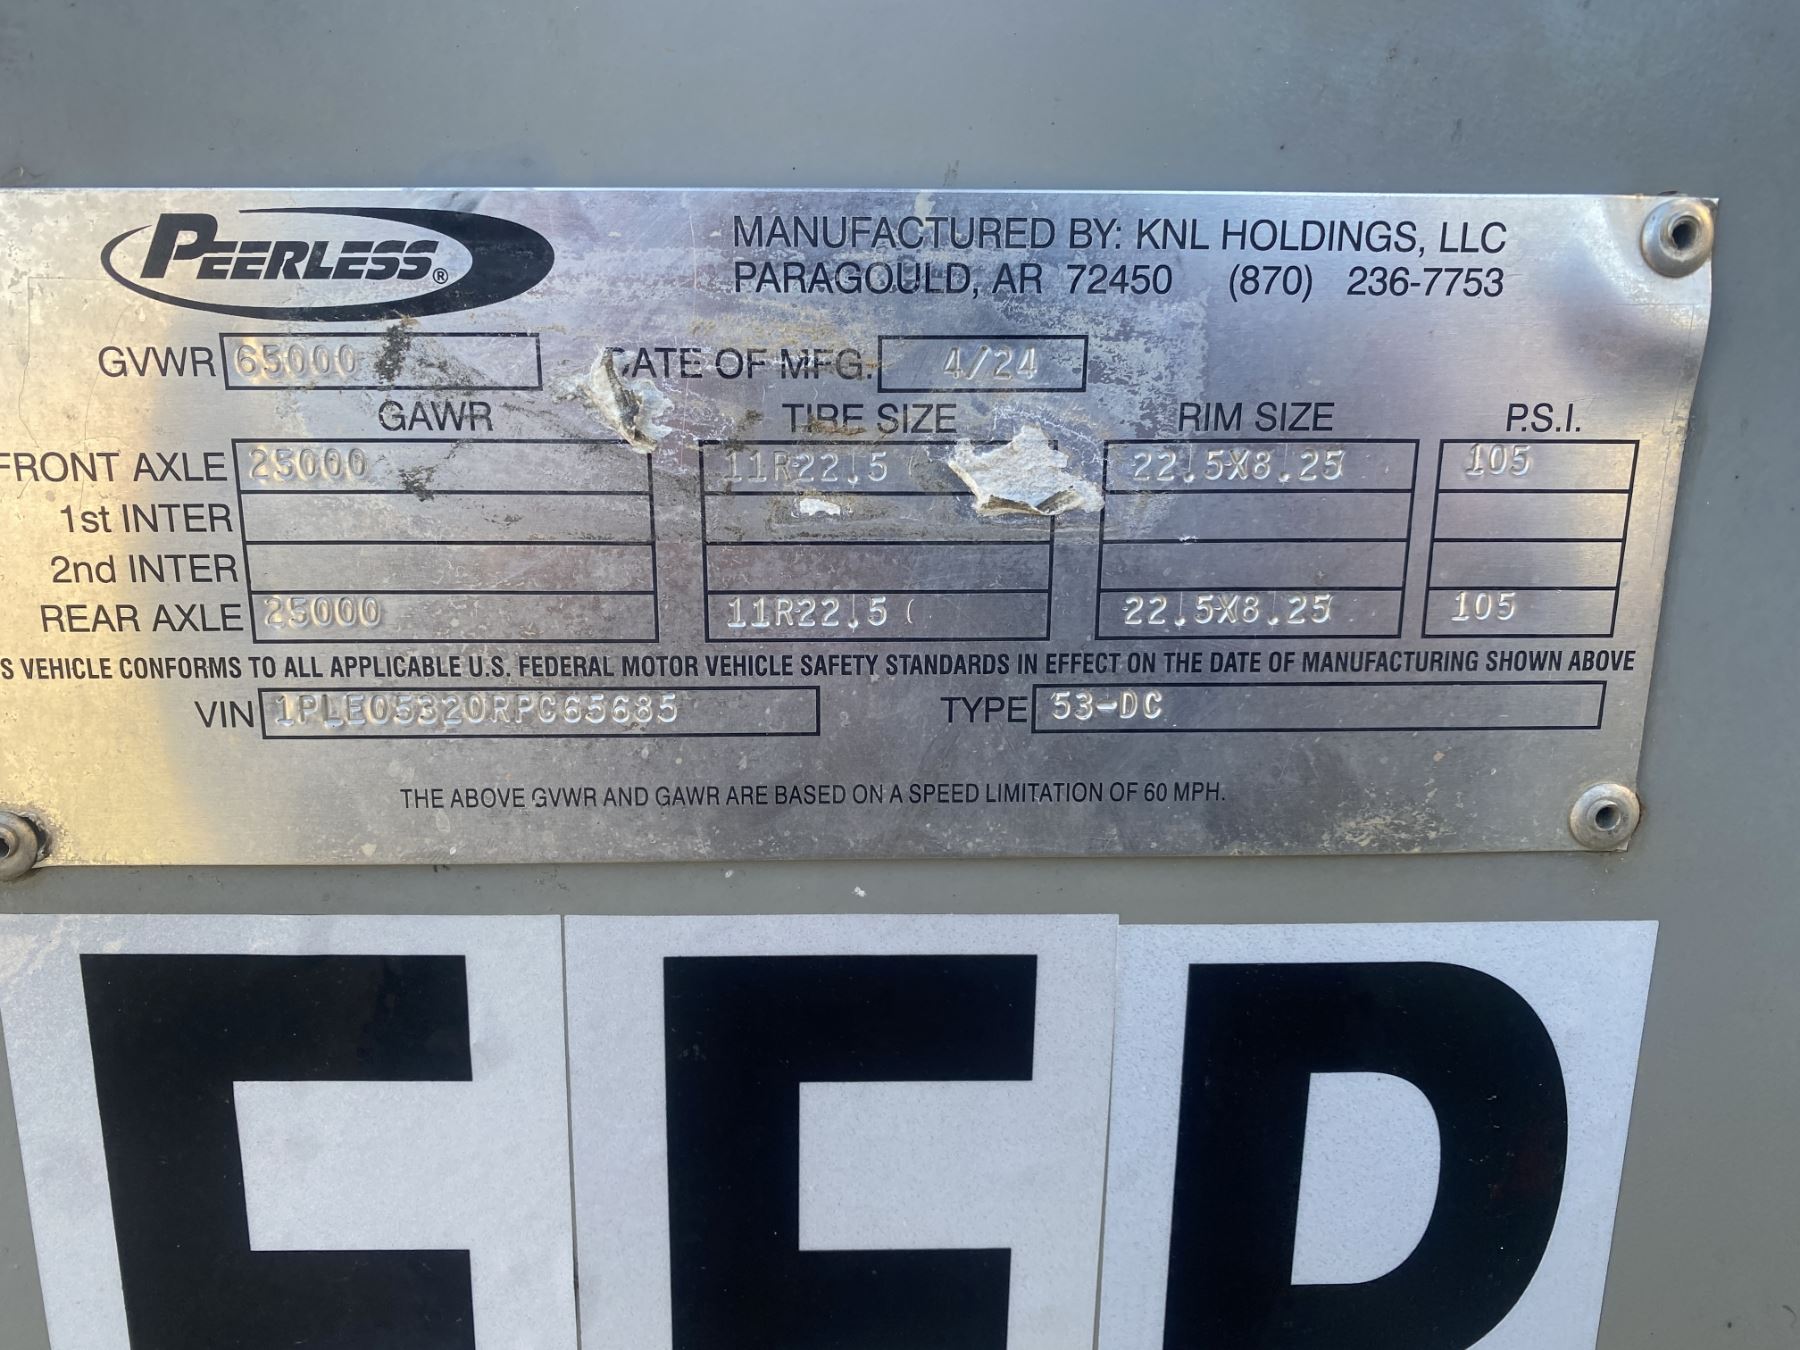 PEERLESS®
MANUFACTURED BY: KNL HOLDINGS, LLC
PARAGOULD, AR 72450 (870) 236-7753
GVWR 65000 DATE OF MFG. 4/24
GAWR TIRE SIZE RIM SIZE P.S.I.
FRONT AXLE 25000 11R22.5 ( 22.5X8.25 105
1st INTER
2nd INTER
REAR AXLE 25000 11R22.5 ( 22.5X8.25 105
S VEHICLE CONFORMS TO ALL APPLICABLE U.S. FEDERAL MOTOR VEHICLE SAFETY STANDARDS IN EFFECT ON THE DATE OF MANUFACTURING SHOWN ABOVE
VIN 1PLE05320RPC65685 TYPE 53-DC
THE ABOVE GVWR AND GAWR ARE BASED ON A SPEED LIMITATION OF 60 MPH.